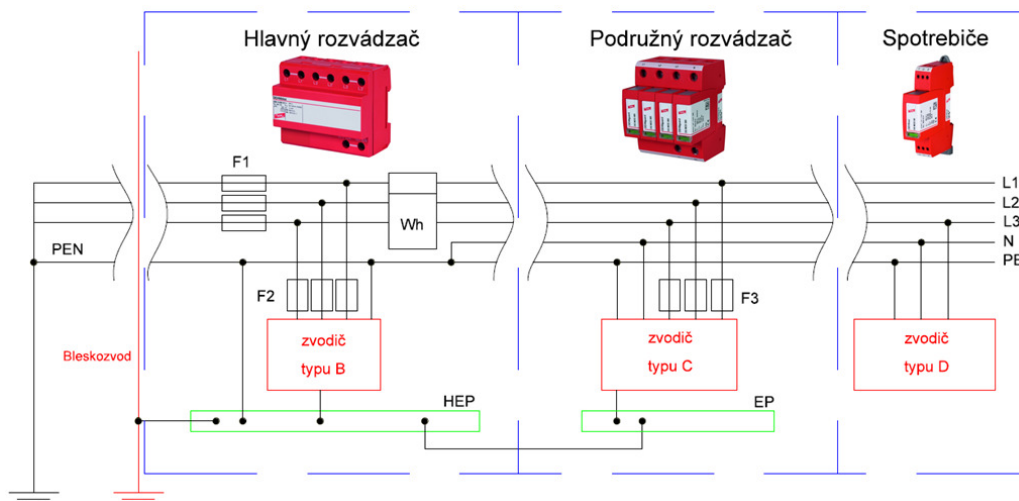 Hlavný rozvádzač
Podružný rozvádzač
Spotrebiče
F1
L1
L2
L3
N
PE
Wh
PEN
F2
F3
zvodič
typu B
zvodič
typu C
zvodič
typu D
Bleskozvod
HEP
EP